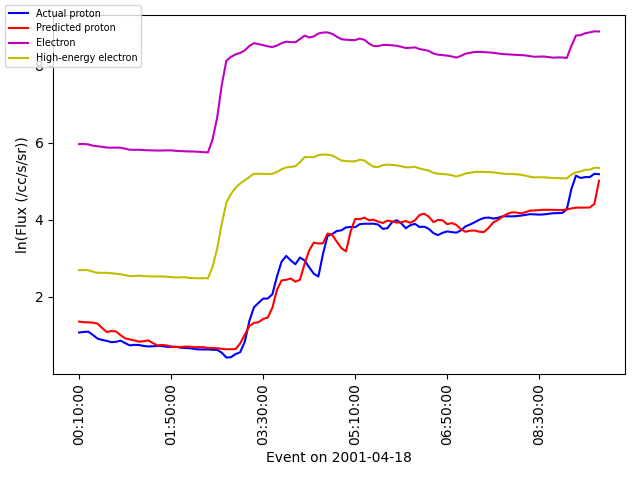 Actual proton
Predicted proton
Electron
High-energy electron
8
6
4
2
ln(Flux (/cc/s/sr))
00:10:00
01:50:00
03:30:00
05:10:00
06:50:00
08:30:00
Event on 2001-04-18